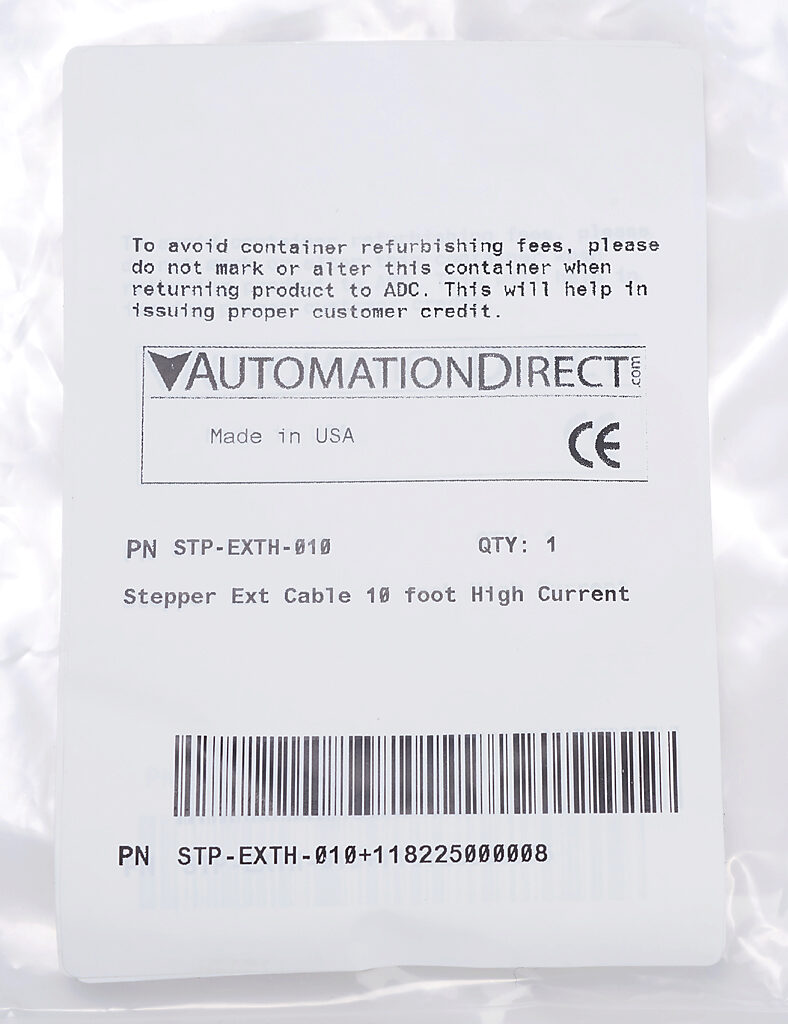 To avoid container refurbishing fees, please
do not mark or alter this container when
returning product to ADC. This will help in
issuing proper customer credit.
AUTOMATIONDIRECT.com
Made in USA
CE
PN STP-EXTH-010 QTY: 1
Stepper Ext Cable 10 foot High Current
PN STP-EXTH-010+118225000008